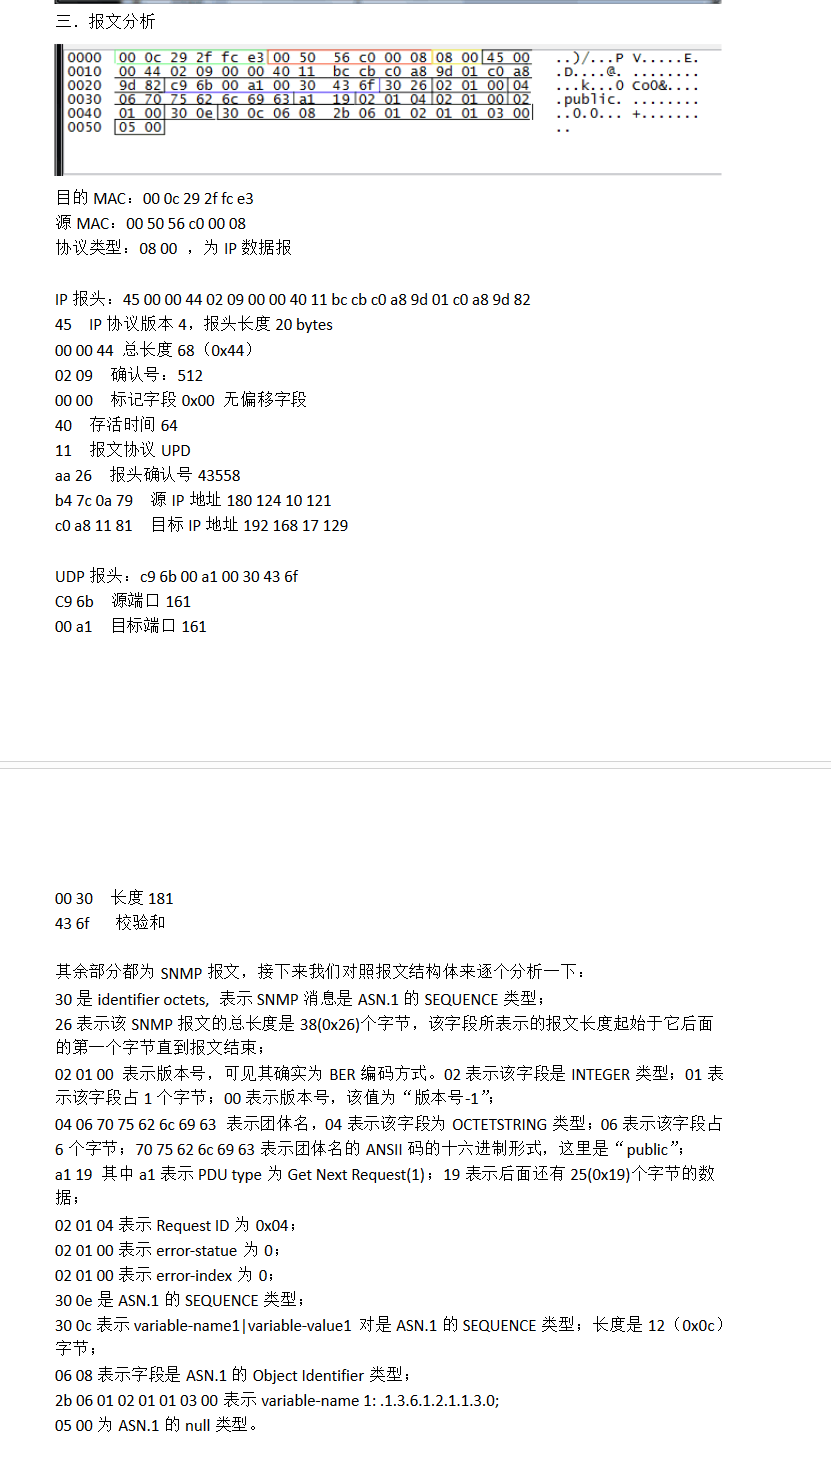 三．报文分析
0000 00 0c 29 2f fc e3 00 50 56 c0 00 08 08 00 45 00 ..)/...P V.....E.
0010 00 44 02 09 00 00 40 11 bc cb c0 a8 9d 01 c0 a8 .D....@. ........
0020 9d 82 c9 6b 00 a1 00 30 43 6f 30 26 02 01 00 04 ...k...0 Co0&....
0030 06 70 75 62 6c 69 63 a1 19 02 01 04 02 01 00 02 .public. ........
0040 01 00 30 0e 30 0c 06 08 2b 06 01 02 01 01 03 00 ..0.0... +.......
0050 05 00 ..
目的 MAC：00 0c 29 2f fc e3
源 MAC：00 50 56 c0 00 08
协议类型：08 00 ，为 IP 数据报
IP 报头：45 00 00 44 02 09 00 00 40 11 bc cb c0 a8 9d 01 c0 a8 9d 82
45 IP 协议版本 4，报头长度 20 bytes
00 00 44 总长度 68（0x44）
02 09 确认号：512
00 00 标记字段 0x00 无偏移字段
40 存活时间 64
11 报文协议 UPD
aa 26 报头确认号 43558
b4 7c 0a 79 源 IP 地址 180 124 10 121
c0 a8 11 81 目标 IP 地址 192 168 17 129
UDP 报头：c9 6b 00 a1 00 30 43 6f
C9 6b 源端口 161
00 a1 目标端口 161
00 30 长度 181
43 6f 校验和
其余部分都为 SNMP 报文，接下来我们对照报文结构体来逐个分析一下：
30 是 identifier octets, 表示 SNMP 消息是 ASN.1 的 SEQUENCE 类型；
26 表示该 SNMP 报文的总长度是 38(0x26)个字节，该字段所表示的报文长度起始于它后面
的第一个字节直到报文结束；
02 01 00 表示版本号，可见其确实为 BER 编码方式。02 表示该字段是 INTEGER 类型；01 表
示该字段占 1 个字节；00 表示版本号，该值为“版本号-1”；
04 06 70 75 62 6c 69 63 表示团体名，04 表示该字段为 OCTETSTRING 类型；06 表示该字段占
6 个字节；70 75 62 6c 69 63 表示团体名的 ANSII 码的十六进制形式，这里是“public”；
a1 19 其中 a1 表示 PDU type 为 Get Next Request(1)；19 表示后面还有 25(0x19)个字节的数
据；
02 01 04 表示 Request ID 为 0x04；
02 01 00 表示 error-statue 为 0；
02 01 00 表示 error-index 为 0；
30 0e 是 ASN.1 的 SEQUENCE 类型；
30 0c 表示 variable-name1|variable-value1 对是 ASN.1 的 SEQUENCE 类型；长度是 12（0x0c）
字节；
06 08 表示字段是 ASN.1 的 Object Identifier 类型；
2b 06 01 02 01 01 03 00 表示 variable-name 1: .1.3.6.1.2.1.1.3.0;
05 00 为 ASN.1 的 null 类型。